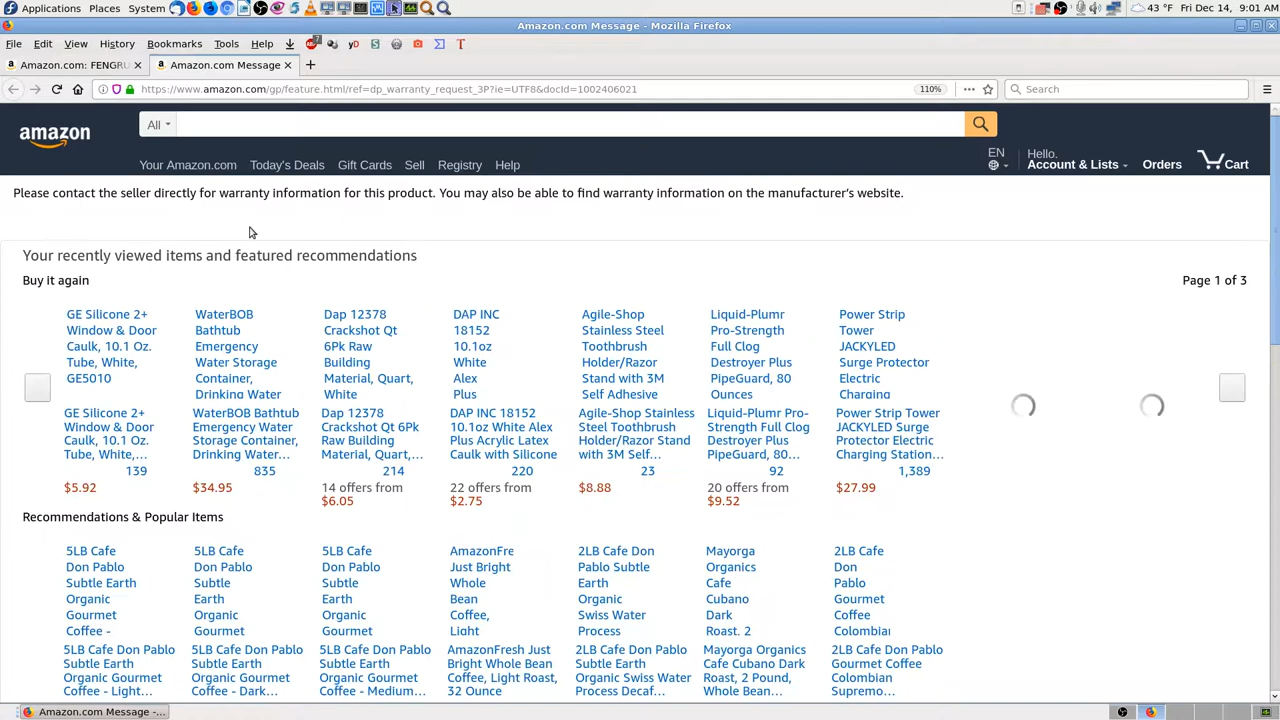 Applications Places System 43 °F Fri Dec 14, 9:01 AM
Amazon.com Message - Mozilla Firefox
File Edit View History Bookmarks Tools Help 7 yD S Σ T
Amazon.com: FENGRU Amazon.com Message
https://www.amazon.com/gp/feature.html/ref=dp_warranty_request_3P?ie=UTF8&docId=1002406021 110% Search
amazon All
Your Amazon.com Today's Deals Gift Cards Sell Registry Help EN Hello. Account & Lists Orders Cart
Please contact the seller directly for warranty information for this product. You may also be able to find warranty information on the manufacturer's website.
Your recently viewed items and featured recommendations
Buy it again Page 1 of 3
GE Silicone 2+ WaterBOB Dap 12378 DAP INC Agile-Shop Liquid-Plumr Power Strip
Window & Door Bathtub Crackshot Qt 18152 Stainless Steel Pro-Strength Tower
Caulk, 10.1 Oz. Emergency 6Pk Raw 10.1oz Toothbrush Full Clog JACKYLED
Tube, White, Water Storage Building White Holder/Razor Destroyer Plus Surge Protector
GE5010 Container, Material, Quart, Alex Stand with 3M PipeGuard, 80 Electric
Drinking Water White Plus Self Adhesive Ounces Charging
GE Silicone 2+ WaterBOB Bathtub Dap 12378 DAP INC 18152 Agile-Shop Stainless Liquid-Plumr Pro- Power Strip Tower
Window & Door Emergency Water Crackshot Qt 6Pk 10.1oz White Alex Steel Toothbrush Strength Full Clog JACKYLED Surge
Caulk, 10.1 Oz. Storage Container, Raw Building Plus Acrylic Latex Holder/Razor Stand Destroyer Plus Protector Electric
Tube, White,... Drinking Water... Material, Quart,... Caulk with Silicone with 3M Self... PipeGuard, 80... Charging Station...
139 835 214 220 23 92 1,389
$5.92 $34.95 14 offers from 22 offers from $8.88 20 offers from $27.99
$6.05 $2.75 $9.52
Recommendations & Popular Items
5LB Cafe 5LB Cafe 5LB Cafe AmazonFre 2LB Cafe Don Mayorga 2LB Cafe
Don Pablo Don Pablo Don Pablo Just Bright Pablo Subtle Organics Don
Subtle Earth Subtle Subtle Whole Earth Cafe Pablo
Organic Earth Earth Bean Organic Cubano Gourmet
Gourmet Organic Organic Coffee, Swiss Water Dark Coffee
Coffee - Gourmet Gourmet Light Process Roast, 2 Colombian
5LB Cafe Don Pablo 5LB Cafe Don Pablo 5LB Cafe Don Pablo AmazonFresh Just 2LB Cafe Don Pablo Mayorga Organics 2LB Cafe Don Pablo
Subtle Earth Subtle Earth Subtle Earth Bright Whole Bean Subtle Earth Cafe Cubano Dark Gourmet Coffee
Organic Gourmet Organic Gourmet Organic Gourmet Coffee, Light Roast, Organic Swiss Water Roast, 2 Pound, Colombian
Coffee - Light... Coffee - Dark... Coffee - Medium... 32 Ounce Process Decaf... Whole Bean... Supremo...
Amazon.com Message -...